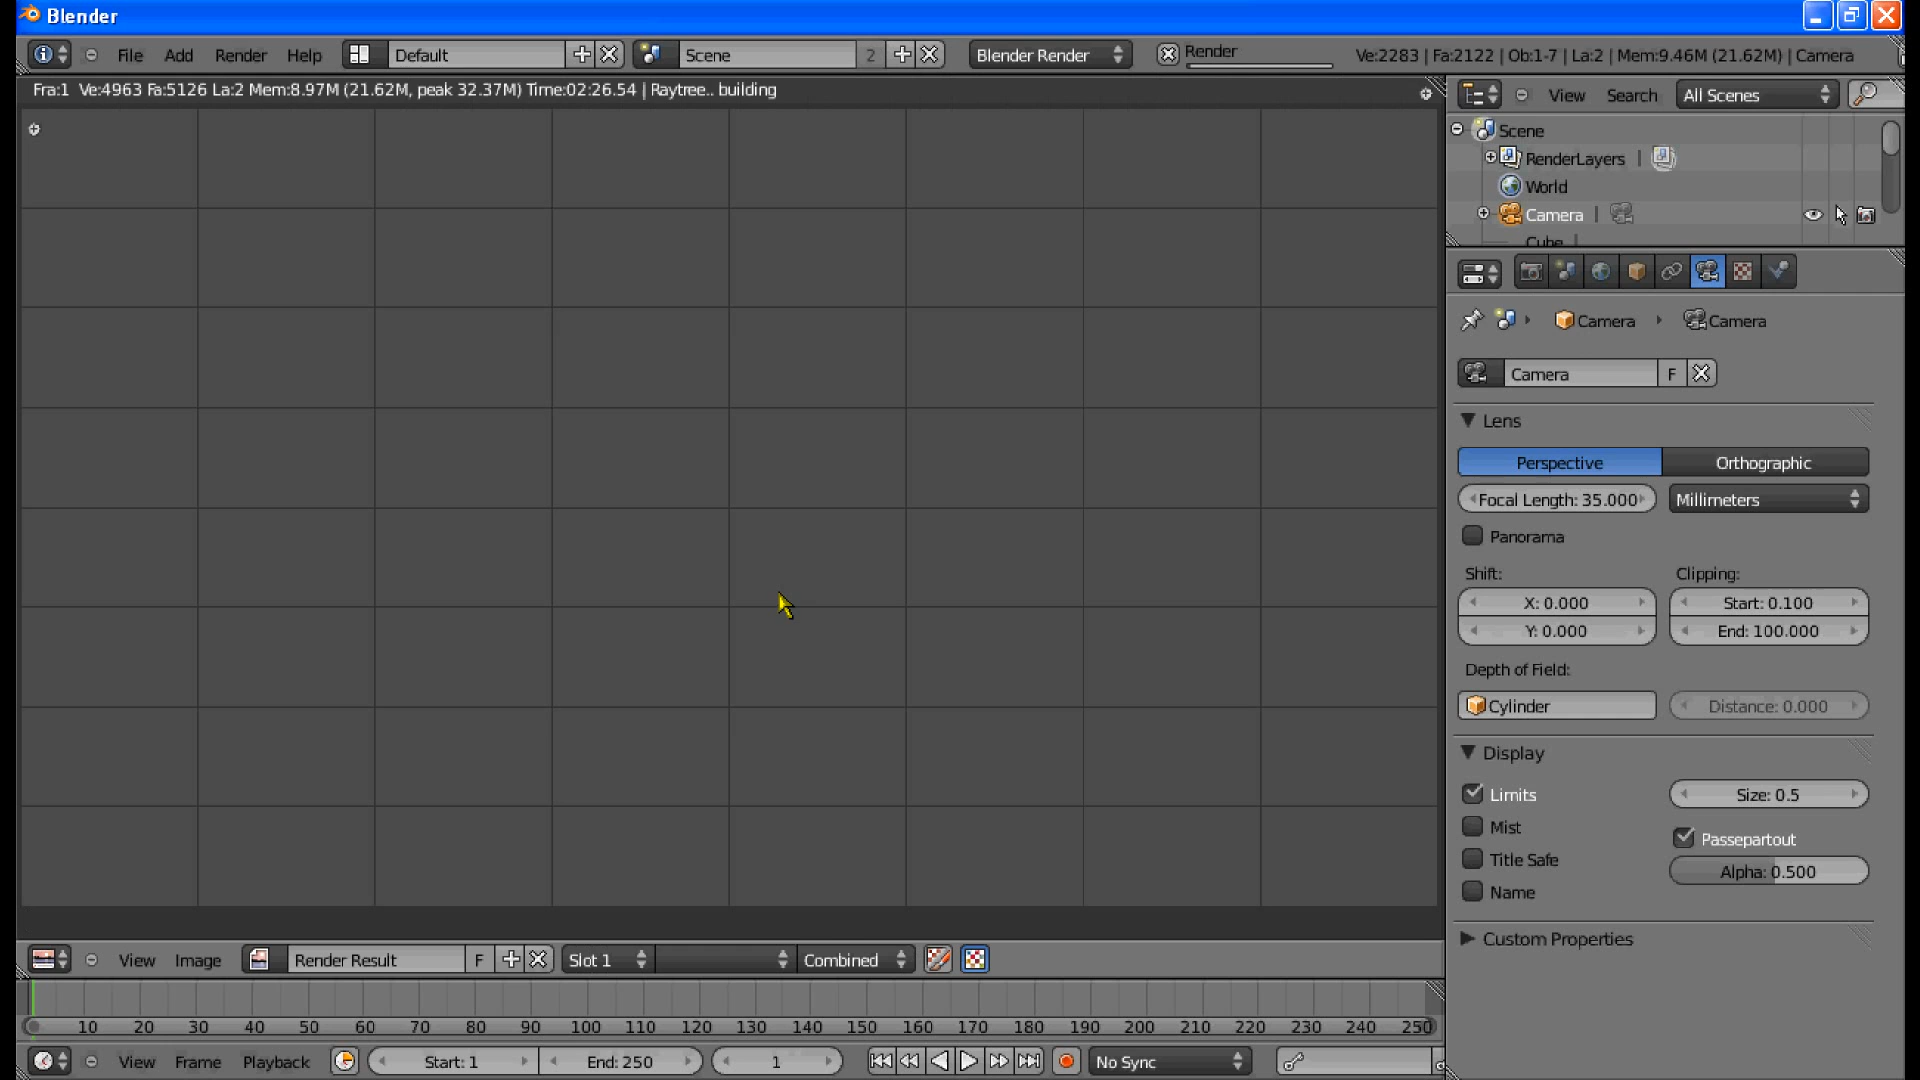 Blender
File Add Render Help Default Scene 2 Blender Render Render Ve:2283 | Fa:2122 | Ob:1-7 | La:2 | Mem:9.46M (21.62M) | Camera
Fra:1 Ve:4963 Fa:5126 La:2 Mem:8.97M (21.62M, peak 32.37M) Time:02:26.54 | Raytree.. building
View Search All Scenes
Scene
RenderLayers
World
Camera
Cube
Camera Camera
Camera F
Lens
Perspective Orthographic
Focal Length: 35.000 Millimeters
Panorama
Shift: Clipping:
X: 0.000 Start: 0.100
Y: 0.000 End: 100.000
Depth of Field:
Cylinder Distance: 0.000
Display
Limits Size: 0.5
Mist
Passepartout
Title Safe
Alpha: 0.500
Name
Custom Properties
View Image Render Result F Slot 1 Combined
10 20 30 40 50 60 70 80 90 100 110 120 130 140 150 160 170 180 190 200 210 220 230 240 250
View Frame Playback Start: 1 End: 250 1 No Sync